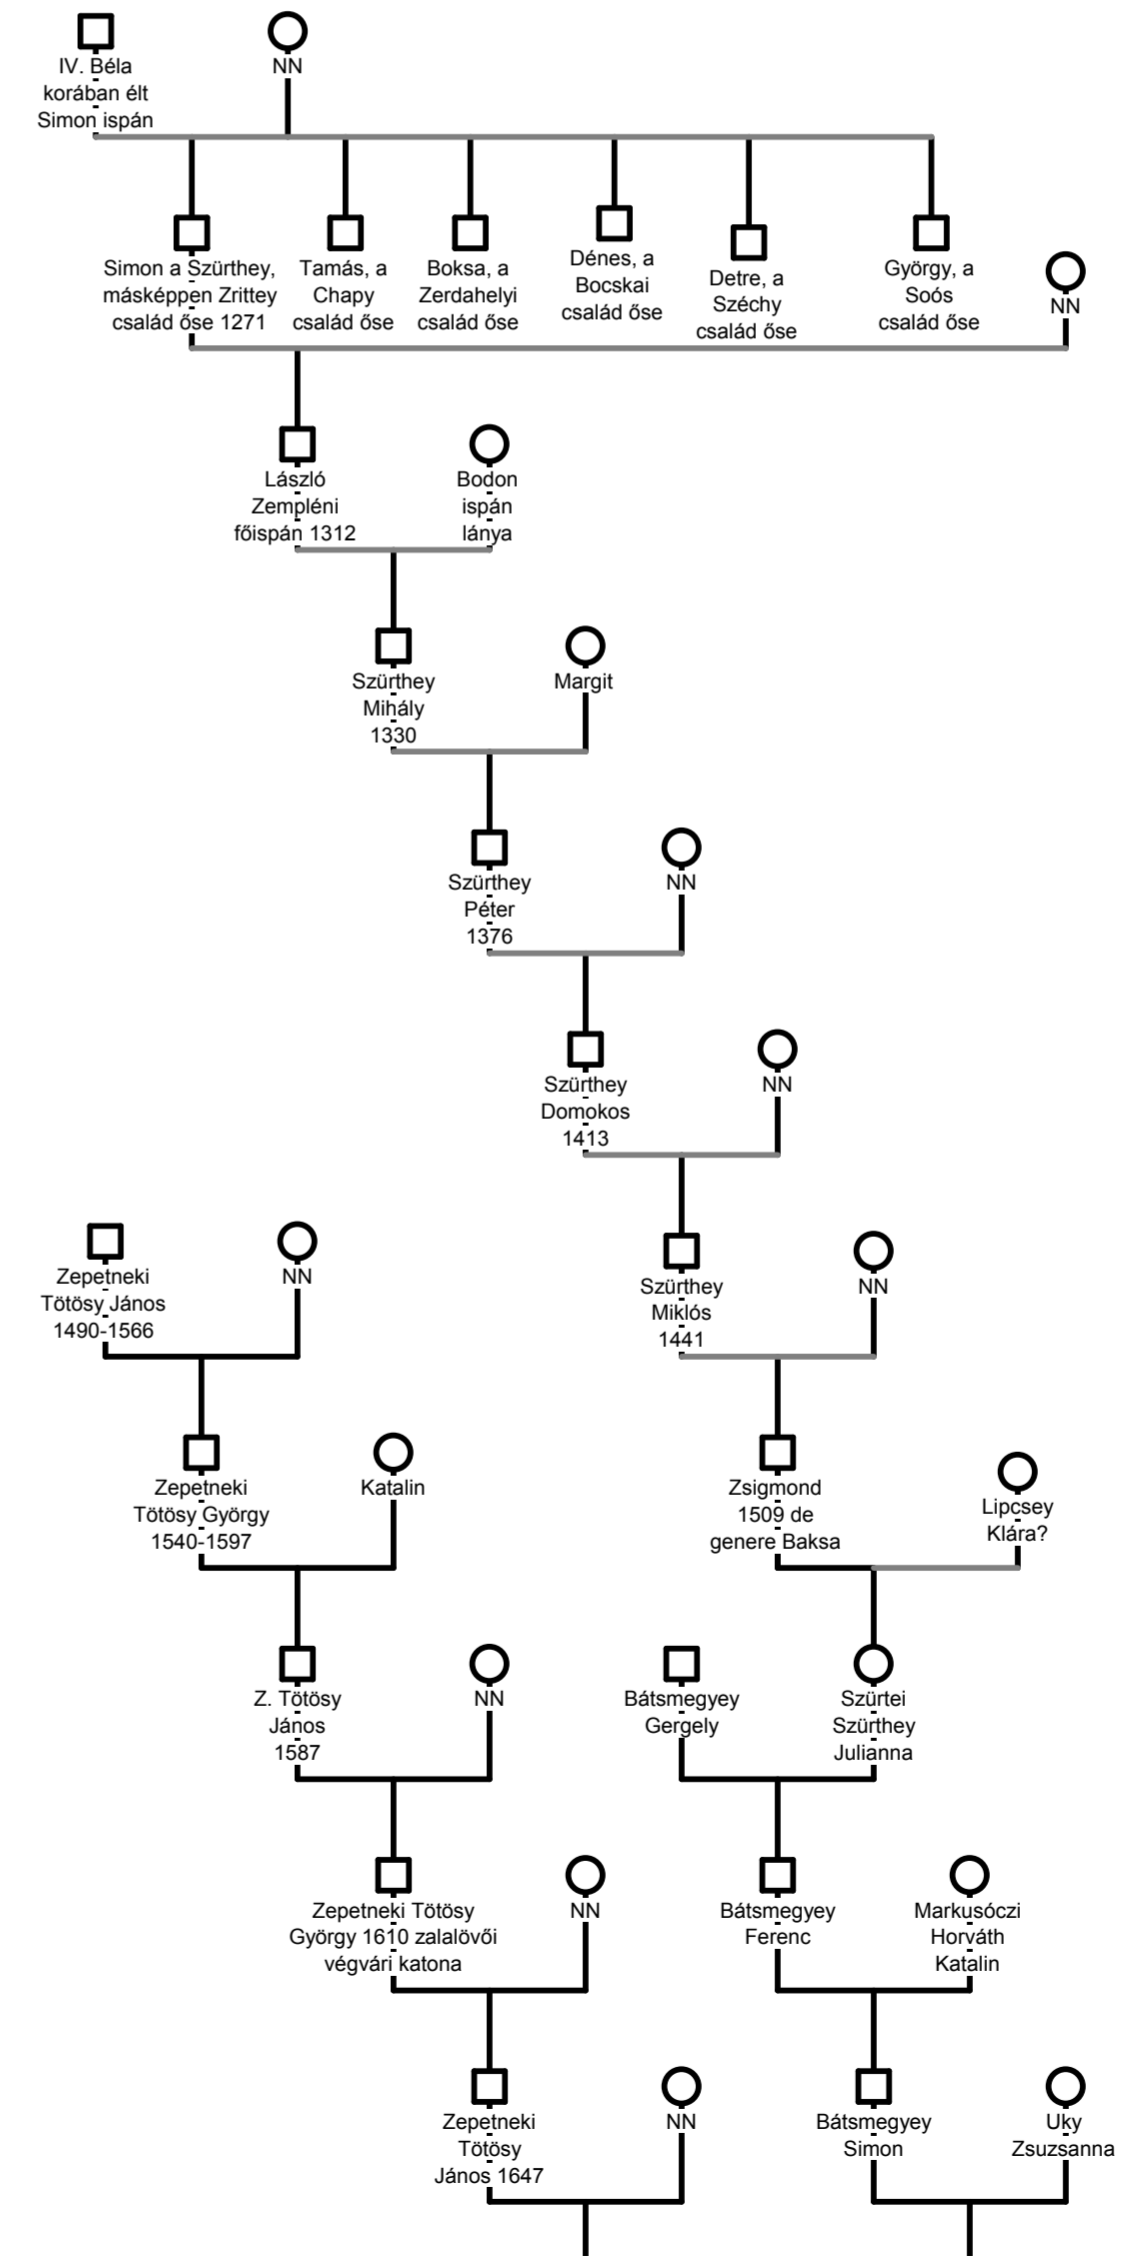 IV. Béla
korában élt
Simon ispán
NN
Simon a Szürthey,
másképpen Zrittey
család őse 1271
Tamás, a
Chapy
család őse
Boksa, a
Zerdahelyi
család őse
Dénes, a
Bocskai
család őse
Detre, a
Széchy
család őse
György, a
Soós
család őse
NN
László
Zempléni
főispán 1312
Bodon
ispán
lánya
Szürthey
Mihály
1330
Margit
Szürthey
Péter
1376
NN
Szürthey
Domokos
1413
NN
Zepetneki
Tötösy János
1490-1566
NN
Szürthey
Miklós
1441
NN
Zepetneki
Tötösy György
1540-1597
Katalin
Zsigmond
1509 de
genere Baksa
Lipcsey
Klára?
Z. Tötösy
János
1587
NN
Bátsmegyey
Gergely
Szürtei
Szürthey
Julianna
Zepetneki Tötösy
György 1610 zalalövői
végvári katona
NN
Bátsmegyey
Ferenc
Markusóczi
Horváth
Katalin
Zepetneki
Tötösy
János 1647
NN
Bátsmegyey
Simon
Uky
Zsuzsanna